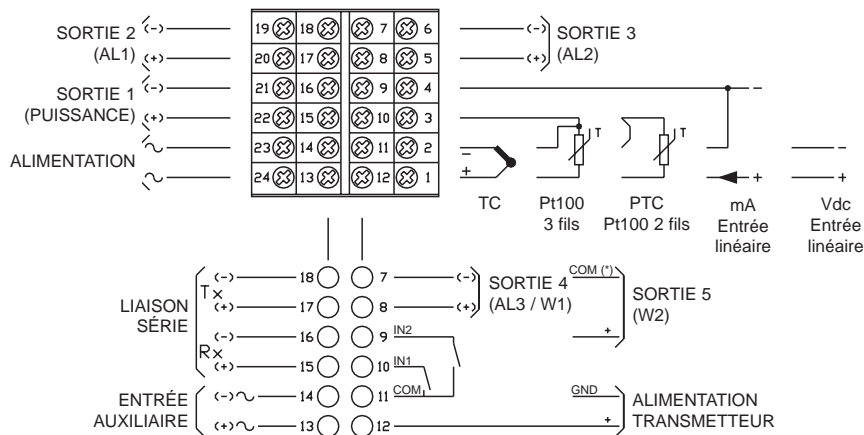 SORTIE 2 (-) 19 18 7 6 (-) SORTIE 3
(AL1) (+) 20 17 8 5 (+) (AL2)
SORTIE 1 (-) 21 16 9 4 -
(PUISSANCE) (+) 22 15 10 3 T T
ALIMENTATION 23 14 11 2 - -
24 13 12 1 + + +
TC Pt100 PTC mA Vdc
3 fils Pt100 2 fils Entrée Entrée
linéaire linéaire
LIAISON
SÉRIE
Tx (-) 18 7 (-) SORTIE 4 COM (*) SORTIE 5
(+) 17 8 (+) (AL3 / W1) (W2)
Rx (-) 16 9 IN2 +
(+) 15 10 IN1
ENTRÉE (-) 14 11 COM GND ALIMENTATION
AUXILIAIRE (+) 13 12 + TRANSMETTEUR